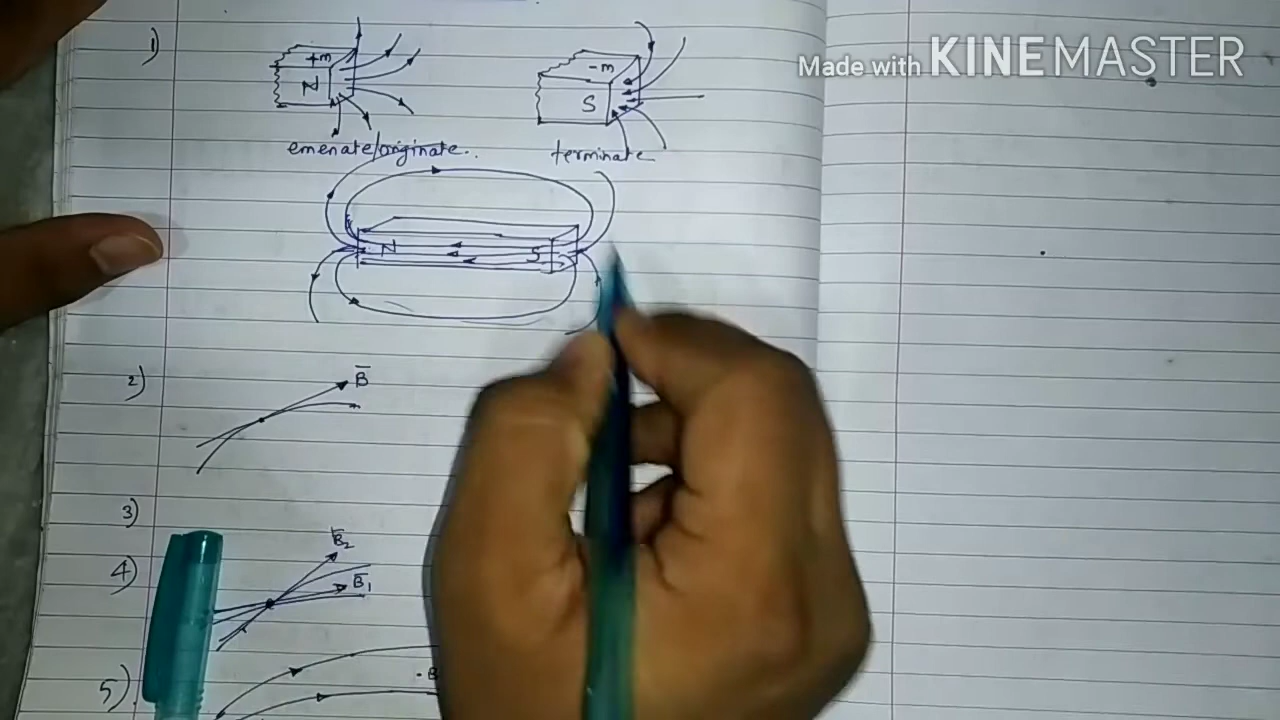 Made with KINEMASTER
1)
+m
N
-m
S
emenate/originate.
terminate
N
S
2)
B̅
3)
4)
B̅₂
B̅₁
5)